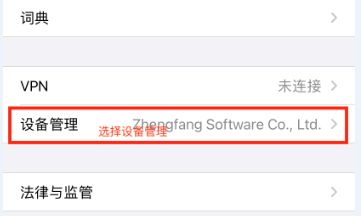 词典
VPN 未连接
设备管理 Zhengfang Software Co., Ltd.
选择设备管理
法律与监管